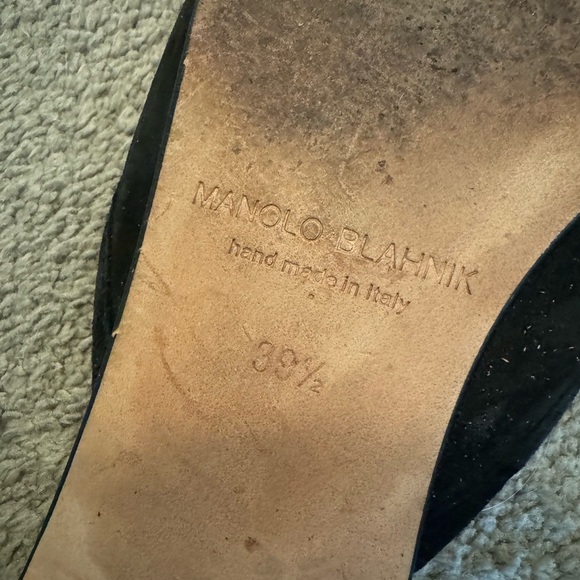 MANOLO BLAHNIK
hand made in Italy
39½